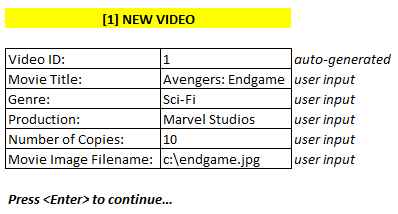 [1] NEW VIDEO
Video ID: 1 auto-generated
Movie Title: Avengers: Endgame user input
Genre: Sci-Fi user input
Production: Marvel Studios user input
Number of Copies: 10 user input
Movie Image Filename: c:\endgame.jpg user input
Press <Enter> to continue...